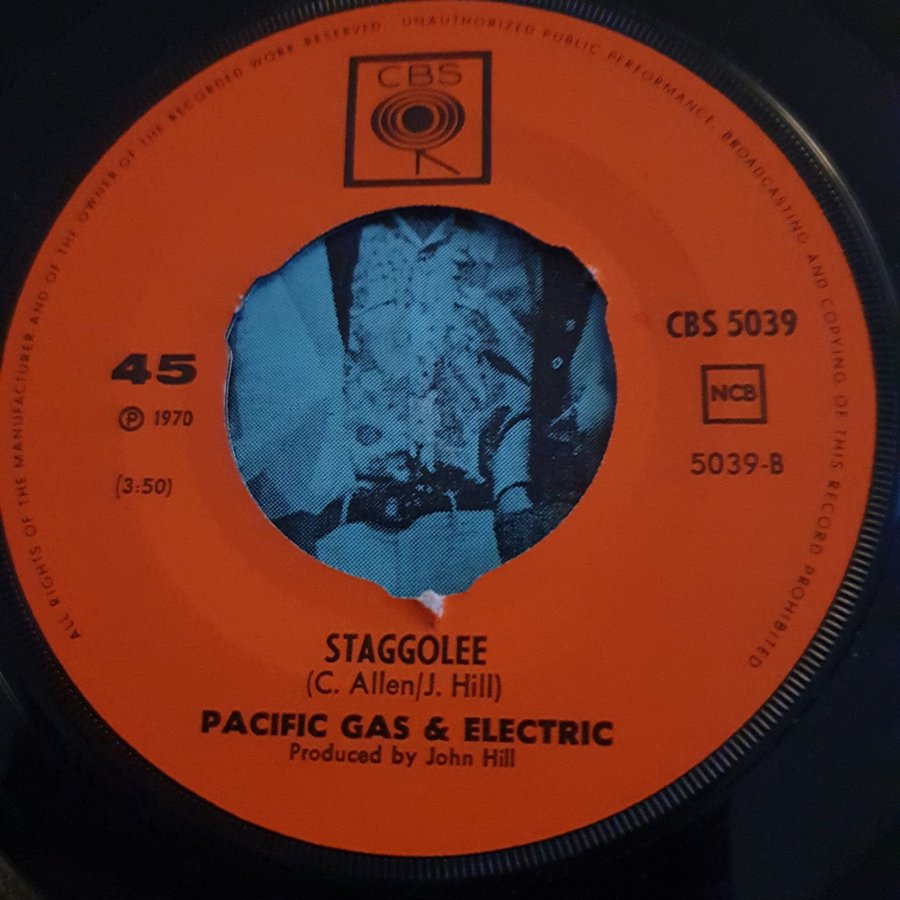 ALL RIGHTS OF THE MANUFACTURER AND OF THE OWNER OF THE RECORDED WORK RESERVED. UNAUTHORIZED PUBLIC PERFORMANCE BROADCASTING AND COPYING OF THIS RECORD PROHIBITED
CBS
CBS 5039
45
NCB
Ⓟ 1970
5039-B
(3:50)
STAGGOLEE
(C. Allen/J. Hill)
PACIFIC GAS & ELECTRIC
Produced by John Hill